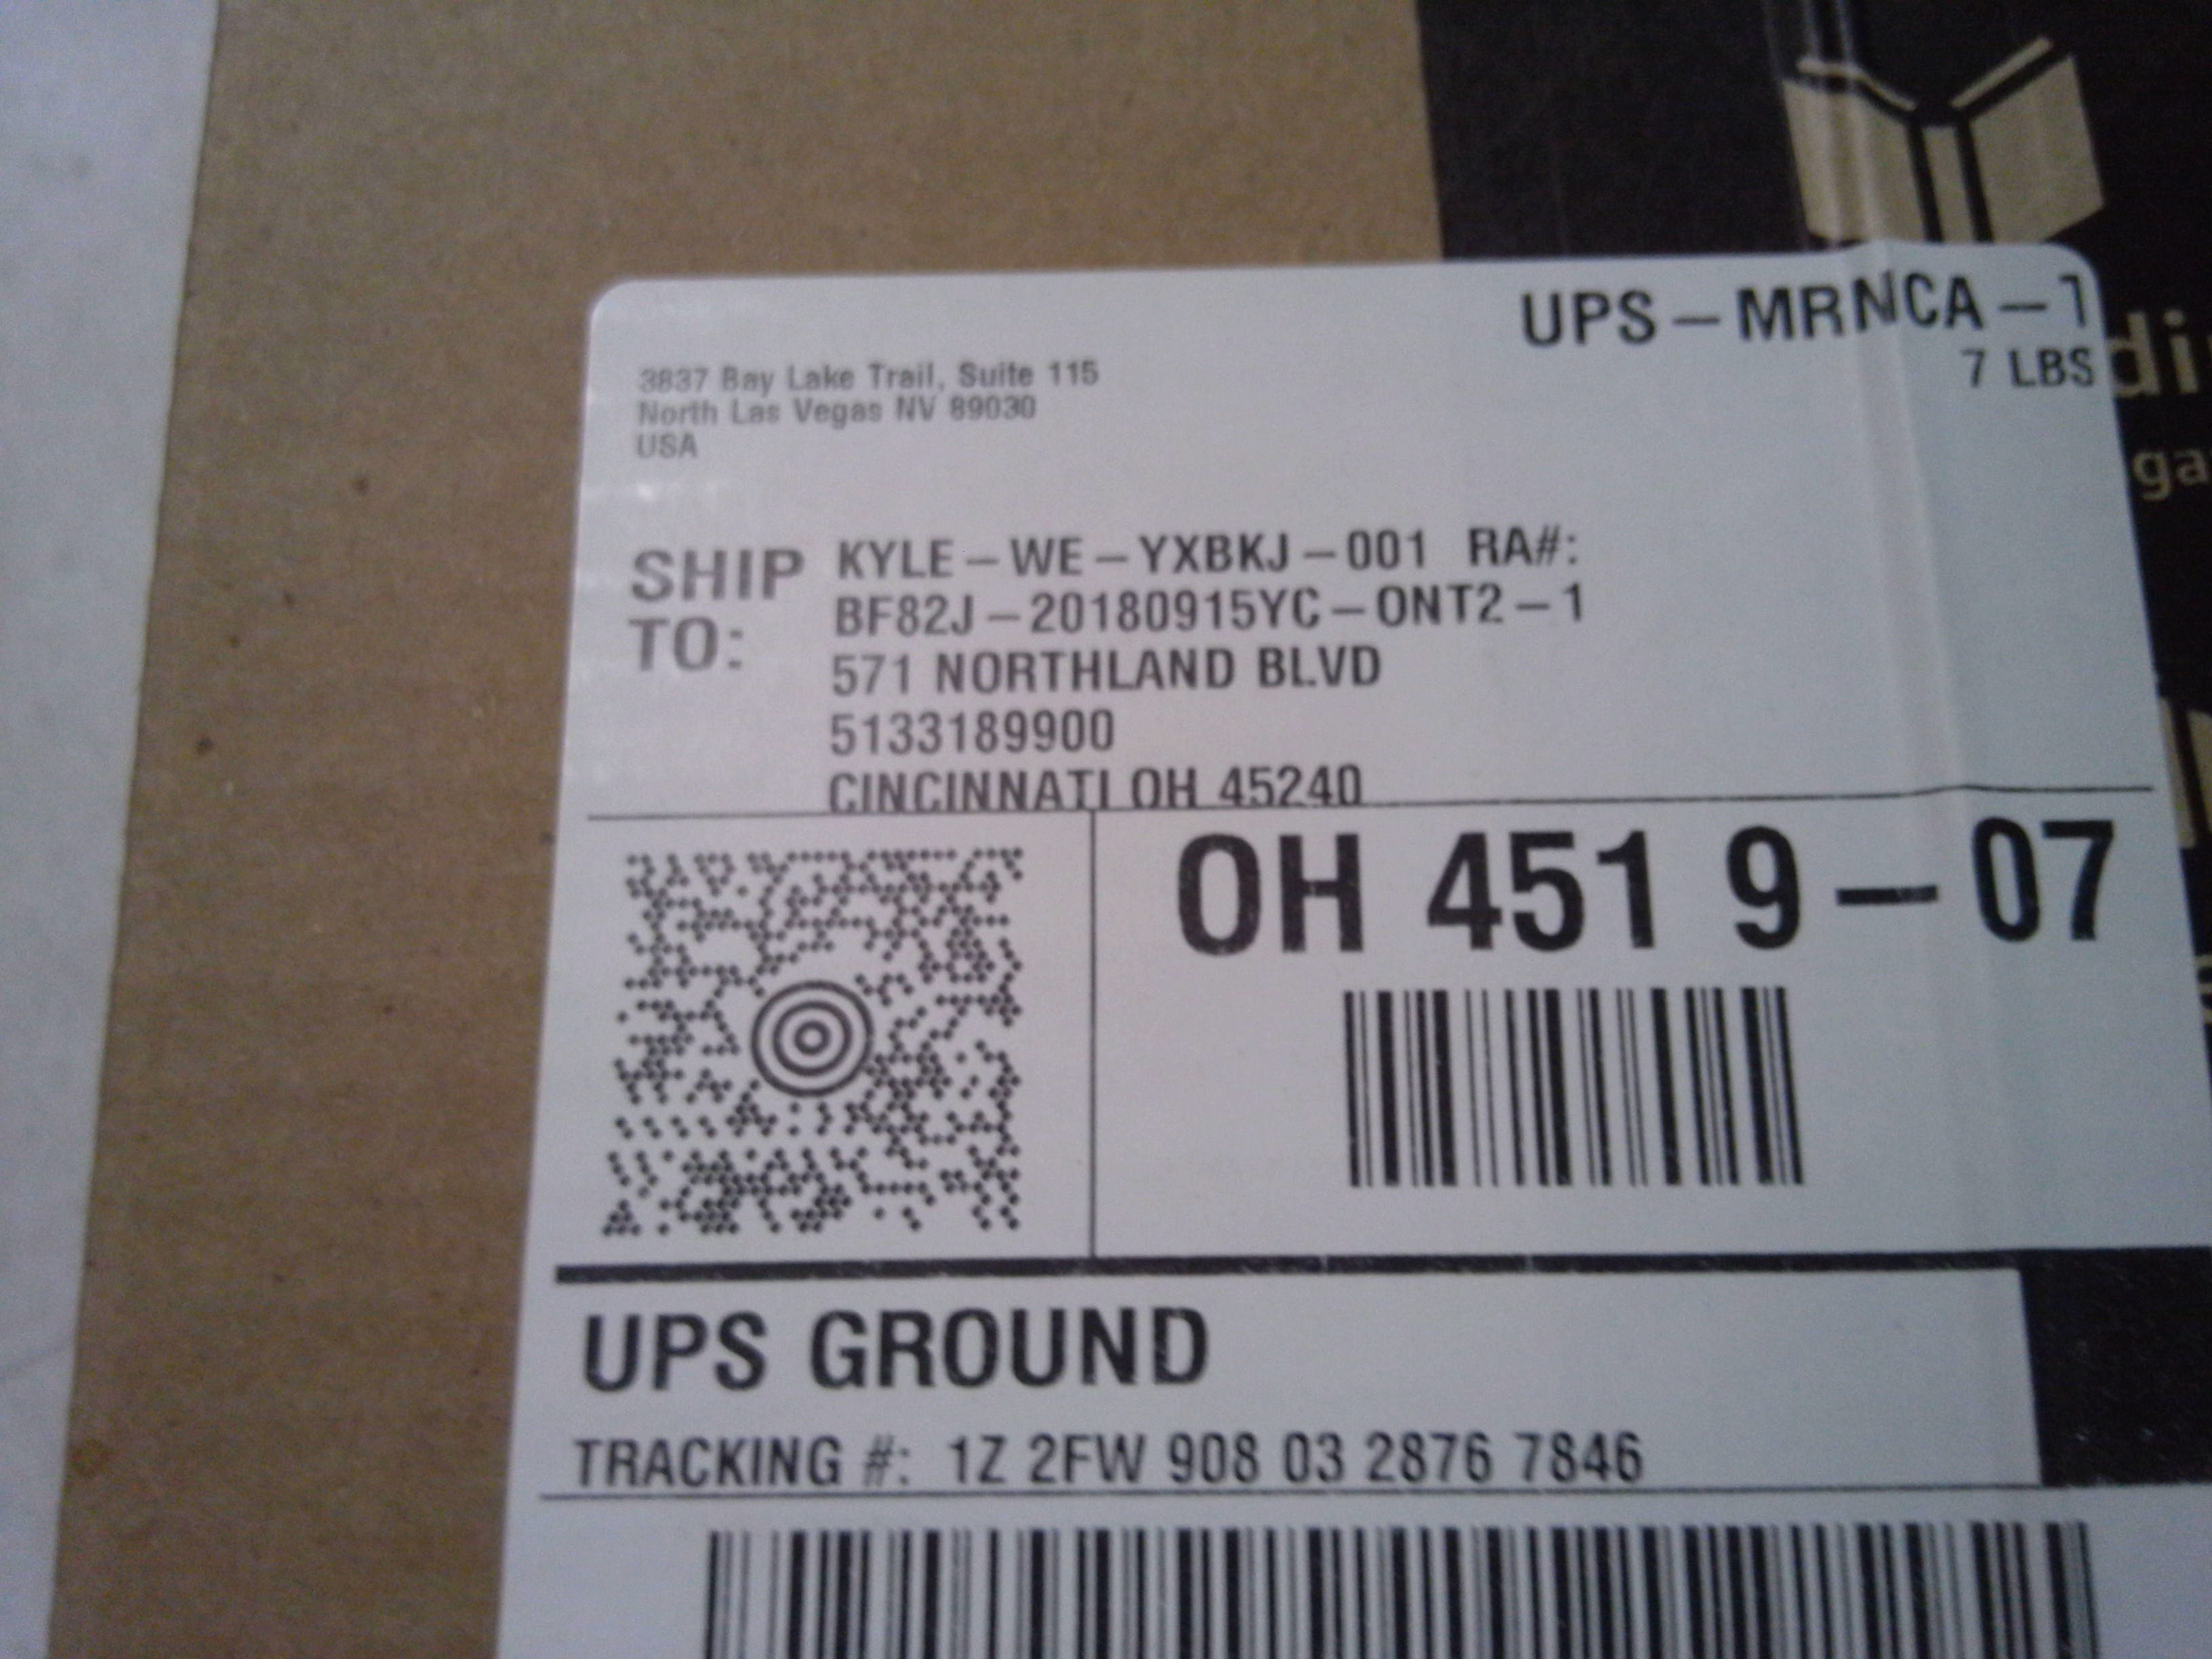 UPS-MRNCA-1
7 LBS
3837 Bay Lake Trail, Suite 115
North Las Vegas NV 89030
USA
SHIP TO:
KYLE-WE-YXBKJ-001 RA#:
BF82J-20180915YC-ONT2-1
571 NORTHLAND BLVD
5133189900
CINCINNATI OH 45240
OH 451 9-07
UPS GROUND
TRACKING #: 1Z 2FW 908 03 2876 7846
di
ga